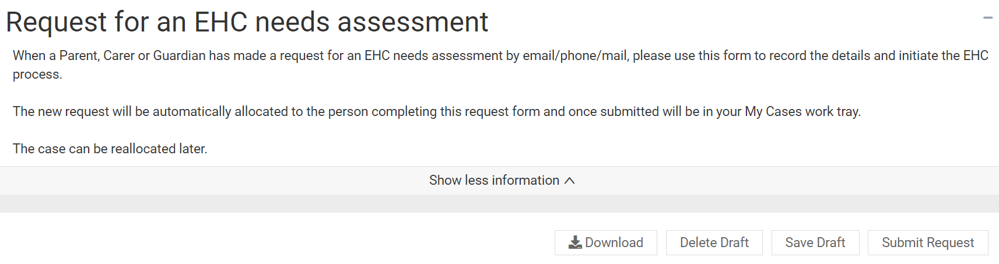 Request for an EHC needs assessment
When a Parent, Carer or Guardian has made a request for an EHC needs assessment by email/phone/mail, please use this form to record the details and initiate the EHC
process.
The new request will be automatically allocated to the person completing this request form and once submitted will be in your My Cases work tray.
The case can be reallocated later.
Show less information
Download Delete Draft Save Draft Submit Request